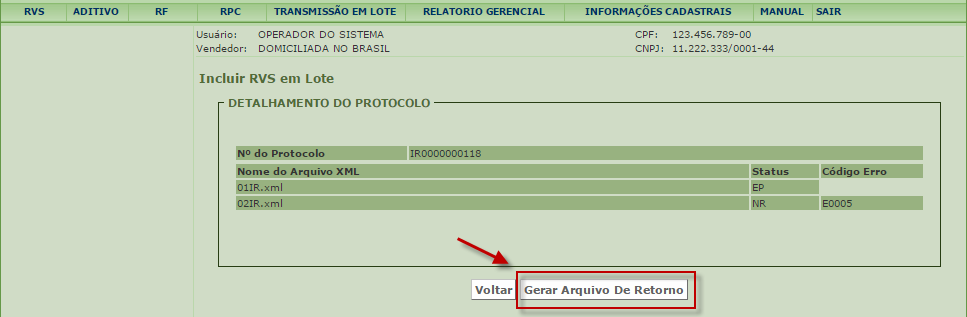 RVS ADITIVO RF RPC TRANSMISSÃO EM LOTE RELATORIO GERENCIAL INFORMAÇÕES CADASTRAIS MANUAL SAIR
Usuário: OPERADOR DO SISTEMA CPF: 123.456.789-00
Vendedor: DOMICILIADA NO BRASIL CNPJ: 11.222.333/0001-44
Incluir RVS em Lote
DETALHAMENTO DO PROTOCOLO
Nº do Protocolo IR0000000118
Nome do Arquivo XML Status Código Erro
01IR.xml EP
02IR.xml NR E0005
Voltar Gerar Arquivo De Retorno